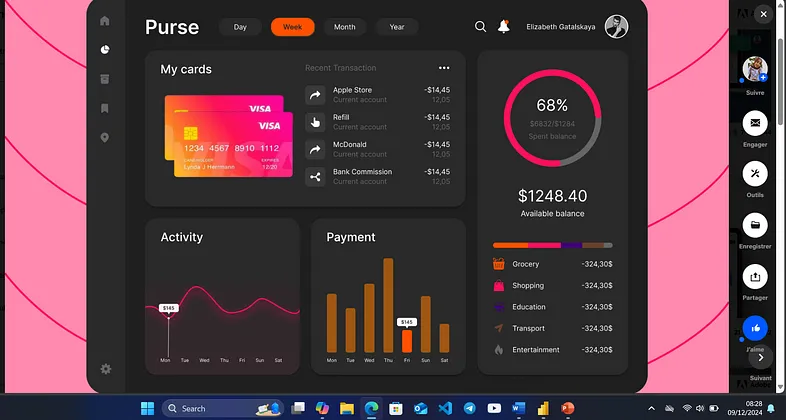 Purse
Day
Week
Month
Year
Elizabeth Gatalskaya
My cards
VISA
VISA
1234 4567 8910 1112
CARDHOLDER
EXPIRES
Lynda J Herrmann
12/20
Recent Transaction
Apple Store -$14,45
Current account 12,05
Refill -$14,45
Current account 12,05
McDonald -$14,45
Current account 12,05
Bank Commission -$14,45
Current account 12,05
68%
$6832/$1284
Spent balance
$1248.40
Available balance
Grocery -324,30$
Shopping -324,30$
Education -324,30$
Transport -324,30$
Entertainment -324,30$
Activity
$145
Mon Tue Wed Thu Fri Sat Sat
Payment
$145
Mon Tue Wed Thu Fri Sun Sat
Suivre
Engager
Outils
Enregistrer
Partager
J'aime
Suivant
Search
08:28
09/12/2024